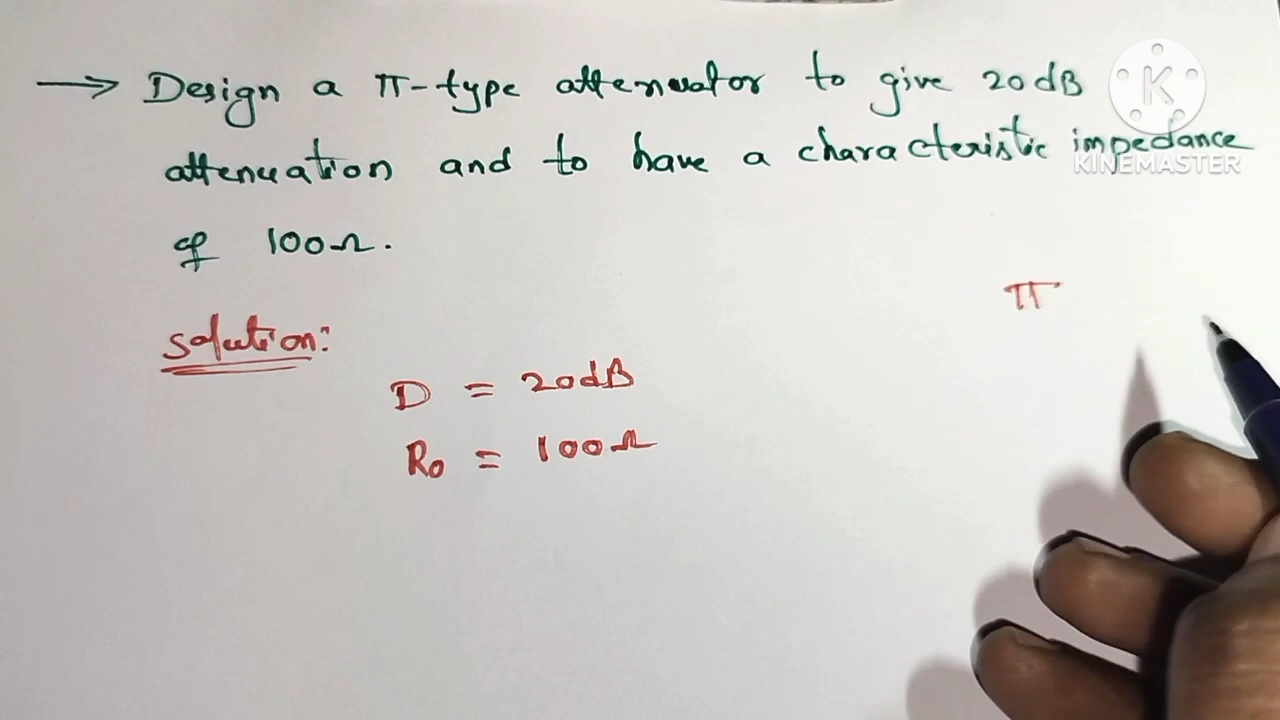 → Design a π-type attenuator to give 20dB
attenuation and to have a characteristic impedance
of 100Ω.
K
KINEMASTER
π
Solution:
D = 20dB
R₀ = 100Ω